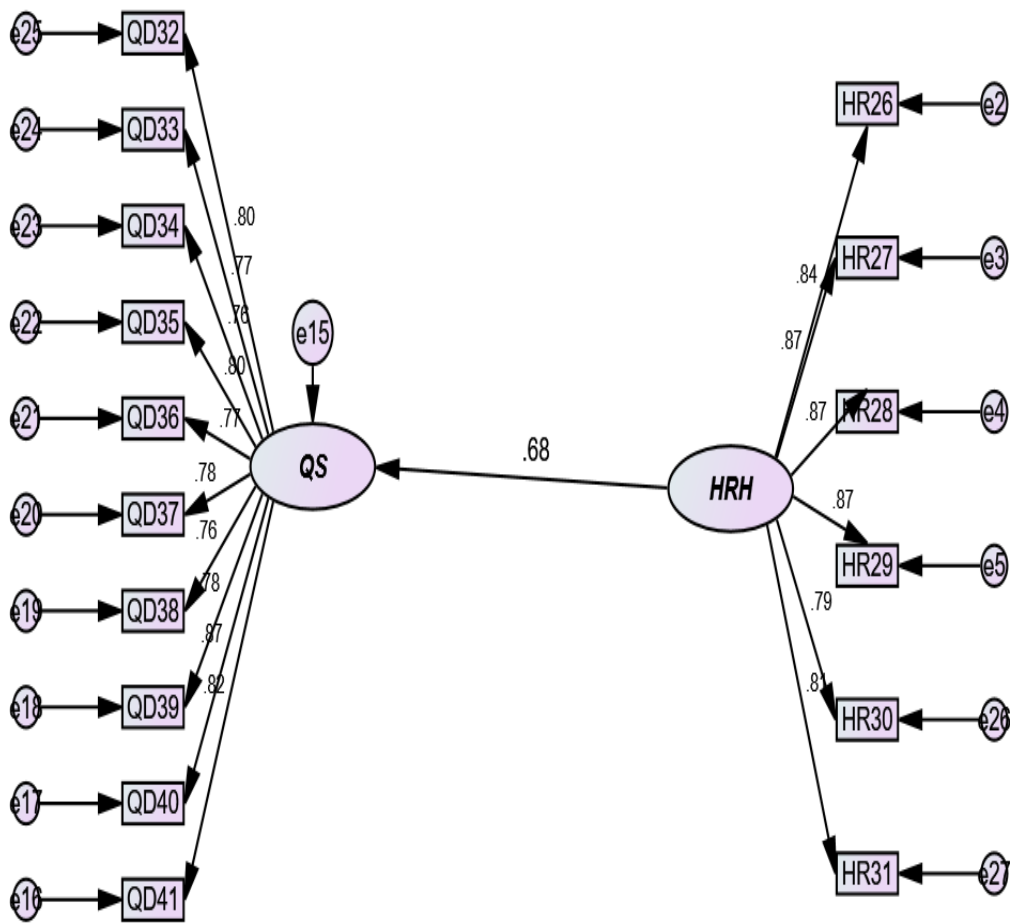 e25
QD32
e24
QD33
e23
QD34
e22
QD35
e21
QD36
e20
QD37
e19
QD38
e18
QD39
e17
QD40
e16
QD41
.80
.77
.76
.80
.77
.78
.76
.78
.87
.82
e15
QS
.68
HRH
.84
.87
.87
.87
.79
.81
HR26
e2
HR27
e3
HR28
e4
HR29
e5
HR30
e26
HR31
e27